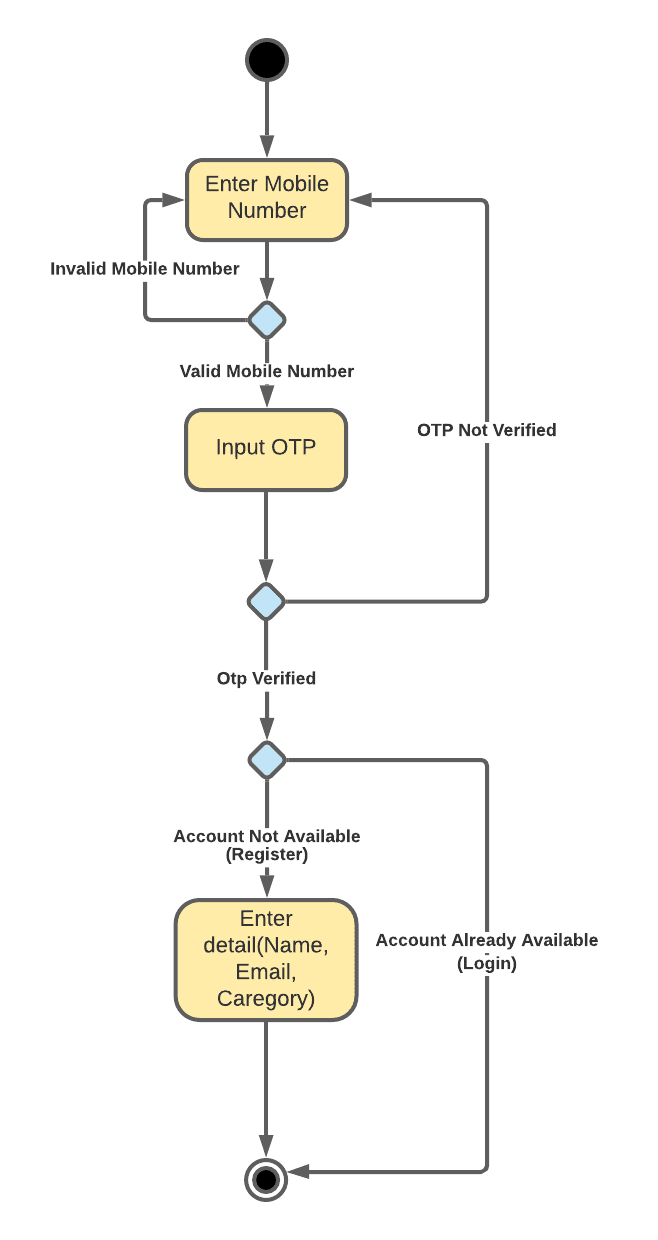 Enter Mobile
Number
Invalid Mobile Number
Valid Mobile Number
Input OTP
OTP Not Verified
Otp Verified
Account Not Available
(Register)
Enter
detail(Name,
Email,
Caregory)
Account Already Available
(Login)